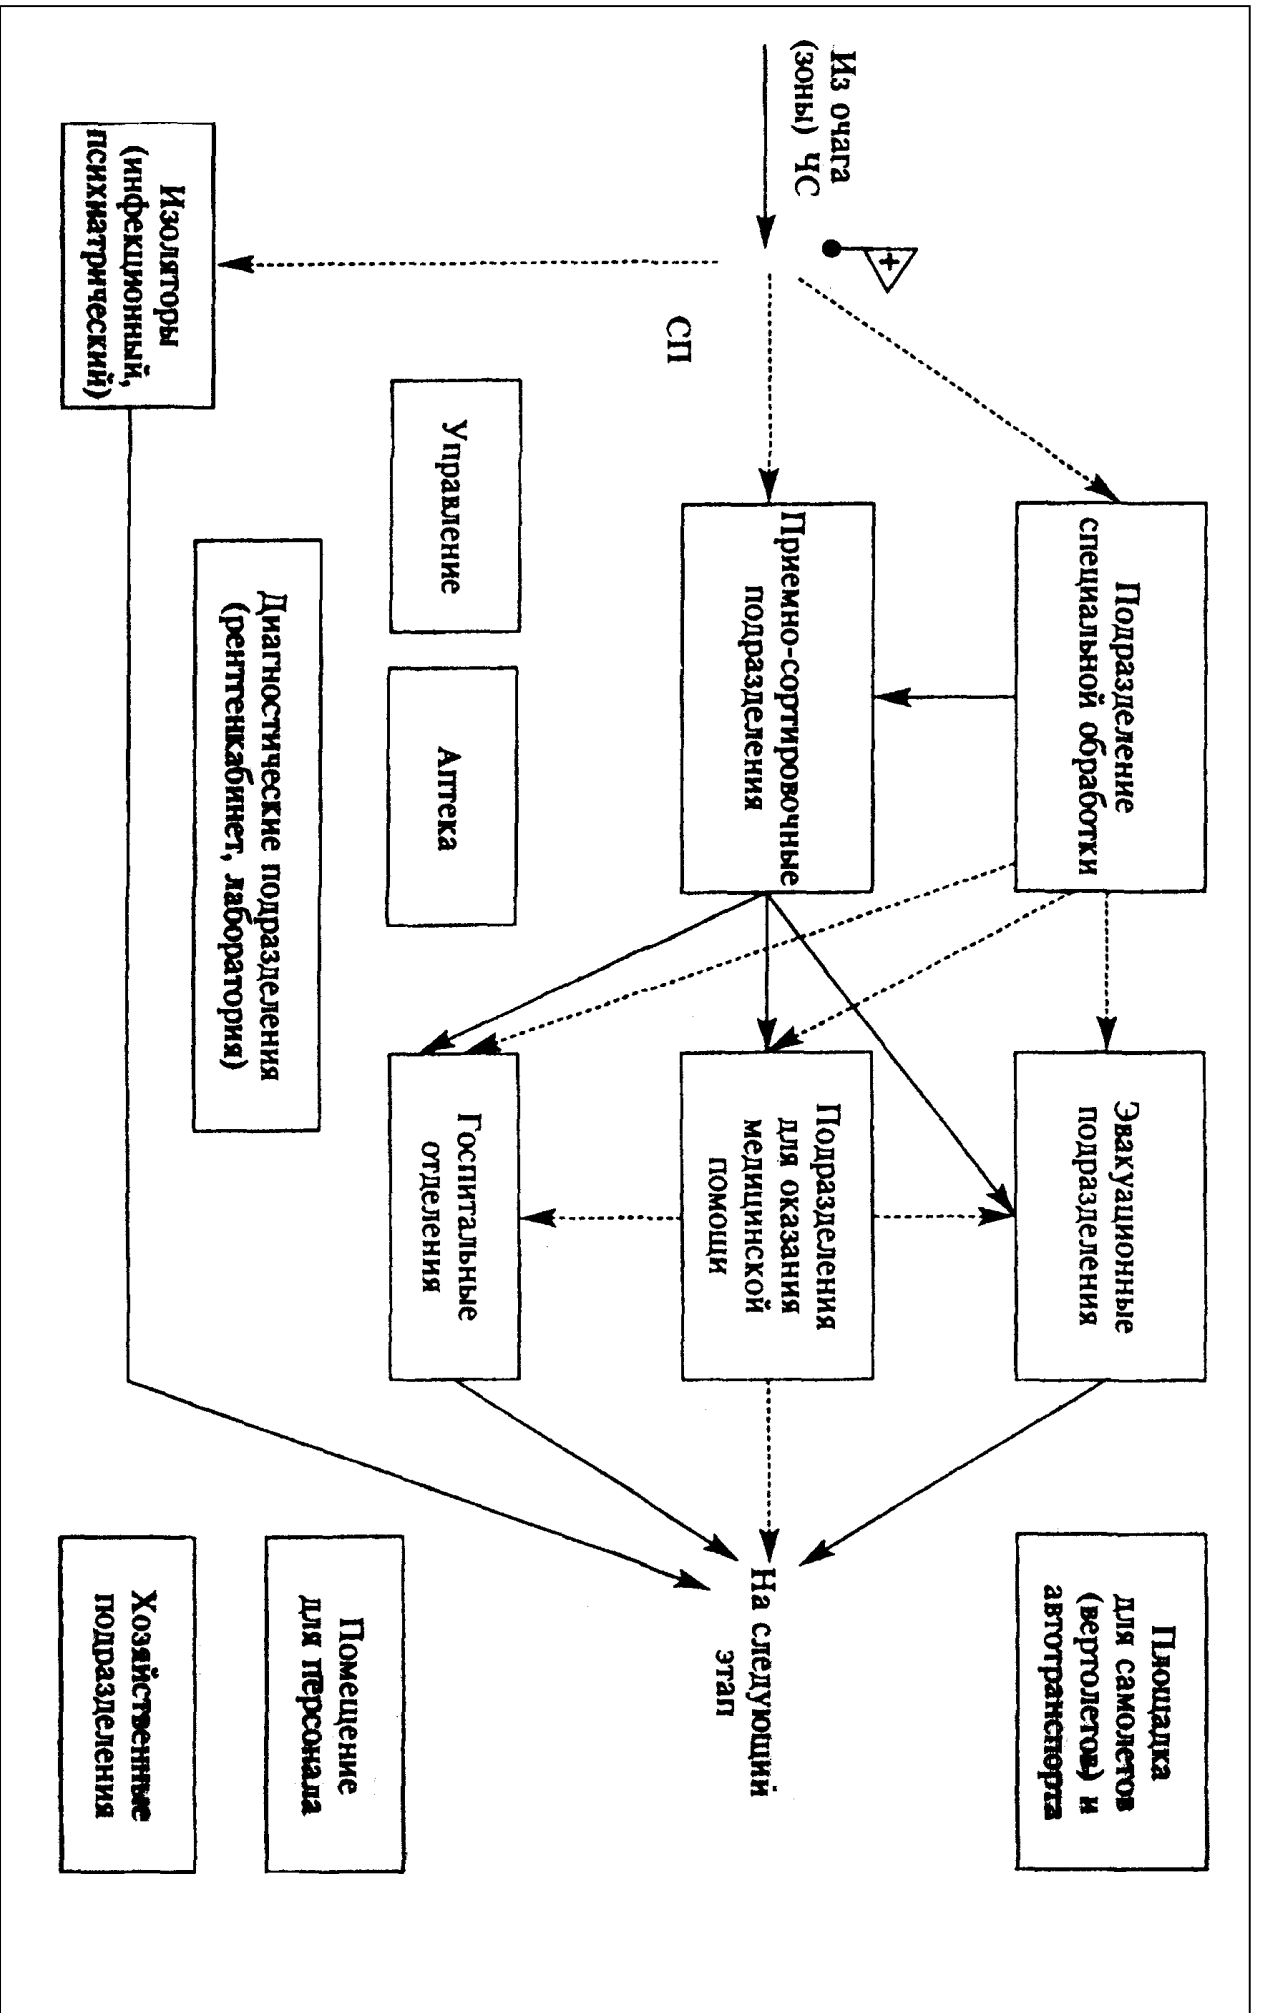 Из очага
(зоны) ЧС
+
СП
Подразделение
специальной обработки
Эвакуационные
подразделения
Площадка
для самолетов
(вертолетов) и
автотранспорта
Приемно-сортировочные
подразделения
Подразделения
для оказания
медицинской
помощи
На следующий
этап
Управление
Аптека
Госпитальные
отделения
Диагностические подразделения
(рентгенкабинет, лаборатория)
Помещение
для персонала
Изоляторы
(инфекционный,
психиатрический)
Хозяйственные
подразделения